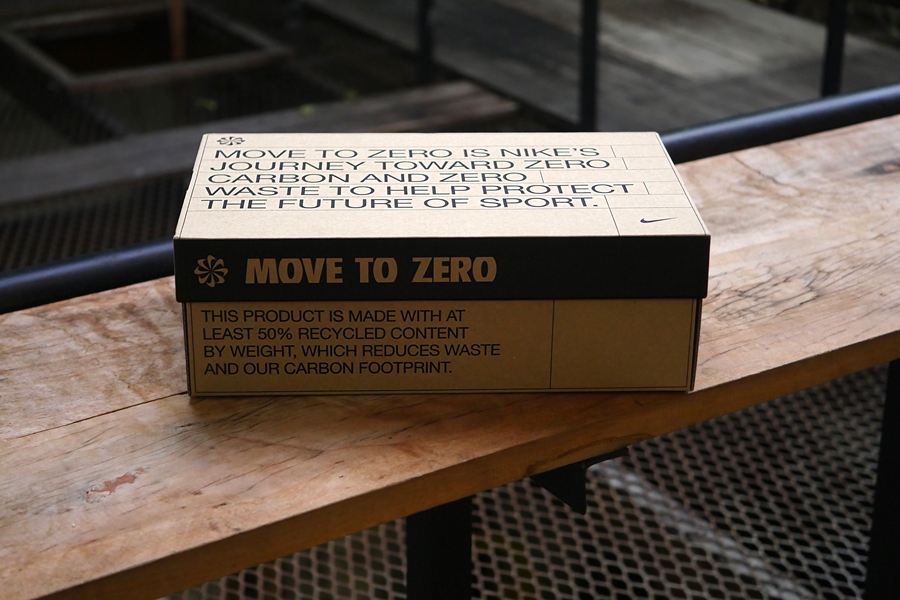 MOVE TO ZERO IS NIKE'S
JOURNEY TOWARD ZERO
CARBON AND ZERO
WASTE TO HELP PROTECT
THE FUTURE OF SPORT.
MOVE TO ZERO
THIS PRODUCT IS MADE WITH AT
LEAST 50% RECYCLED CONTENT
BY WEIGHT, WHICH REDUCES WASTE
AND OUR CARBON FOOTPRINT.